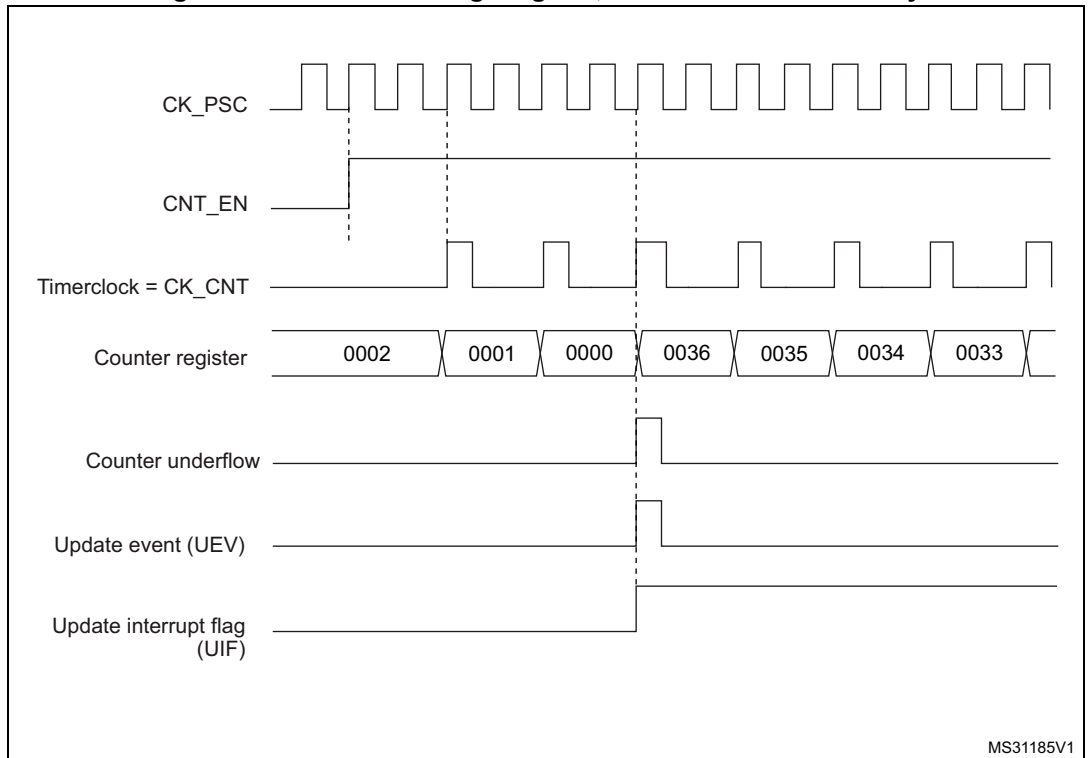 CK_PSC
CNT_EN
Timerclock = CK_CNT
Counter register
0002 0001 0000 0036 0035 0034 0033
Counter underflow
Update event (UEV)
Update interrupt flag
(UIF)
MS31185V1